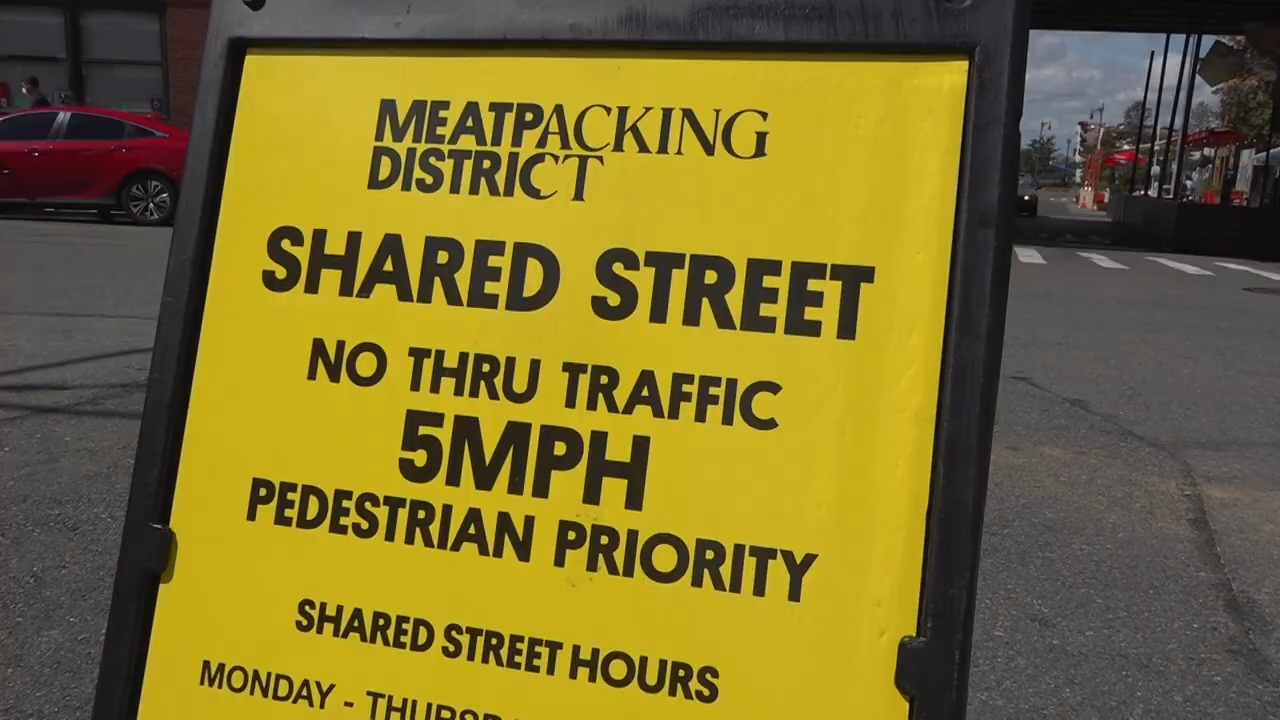 MEATPACKING
DISTRICT
SHARED STREET
NO THRU TRAFFIC
5MPH
PEDESTRIAN PRIORITY
SHARED STREET HOURS
MONDAY -